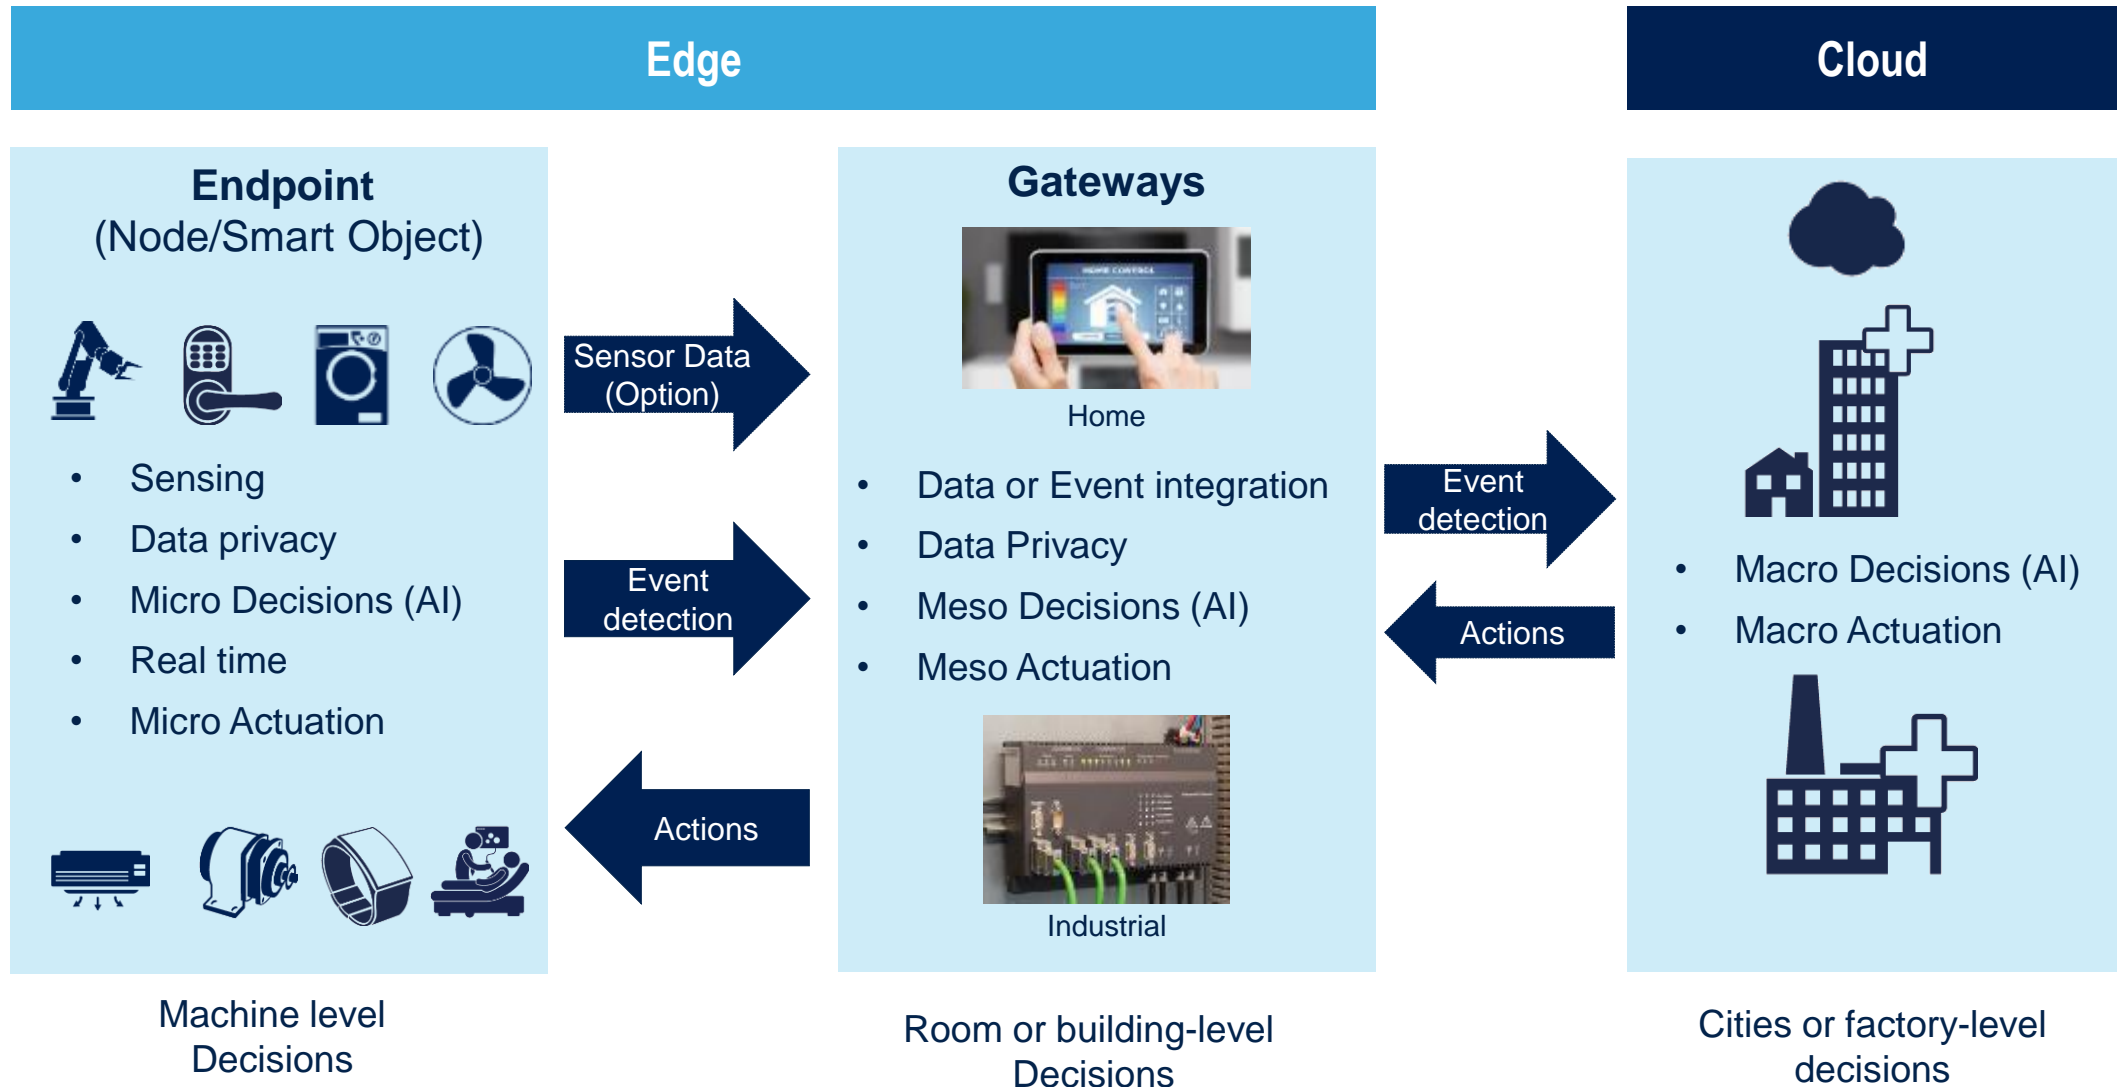 Edge
Cloud
Endpoint
(Node/Smart Object)
• Sensing
• Data privacy
• Micro Decisions (AI)
• Real time
• Micro Actuation
Machine level
Decisions
Sensor Data
(Option)
Event
detection
Actions
Gateways
HOME CONTROL
Home
• Data or Event integration
• Data Privacy
• Meso Decisions (AI)
• Meso Actuation
Industrial
Room or building-level
Decisions
Event
detection
Actions
• Macro Decisions (AI)
• Macro Actuation
Cities or factory-level
decisions